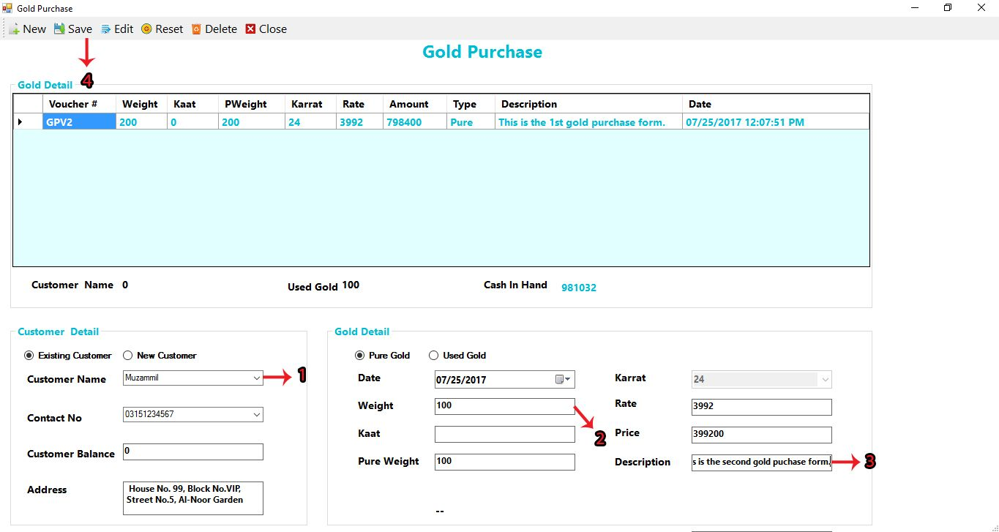 Gold Purchase
New Save Edit Reset Delete Close
Gold Purchase
4
Gold Detail
Voucher # Weight Kaat PWeight Karrat Rate Amount Type Description Date
GPV2 200 0 200 24 3992 798400 Pure This is the 1st gold purchase form. 07/25/2017 12:07:51 PM
Customer Name 0 Used Gold 100 Cash In Hand 981032
Customer Detail
Existing Customer New Customer
Customer Name Muzammil 1
Contact No 03151234567
Customer Balance 0
Address House No. 99, Block No.VIP,
Street No.5, Al-Noor Garden
Gold Detail
Pure Gold Used Gold
Date 07/25/2017 Karrat 24
Weight 100 Rate 3992
2
Kaat Price 399200
Pure Weight 100 Description s is the second gold puchase form. 3
--